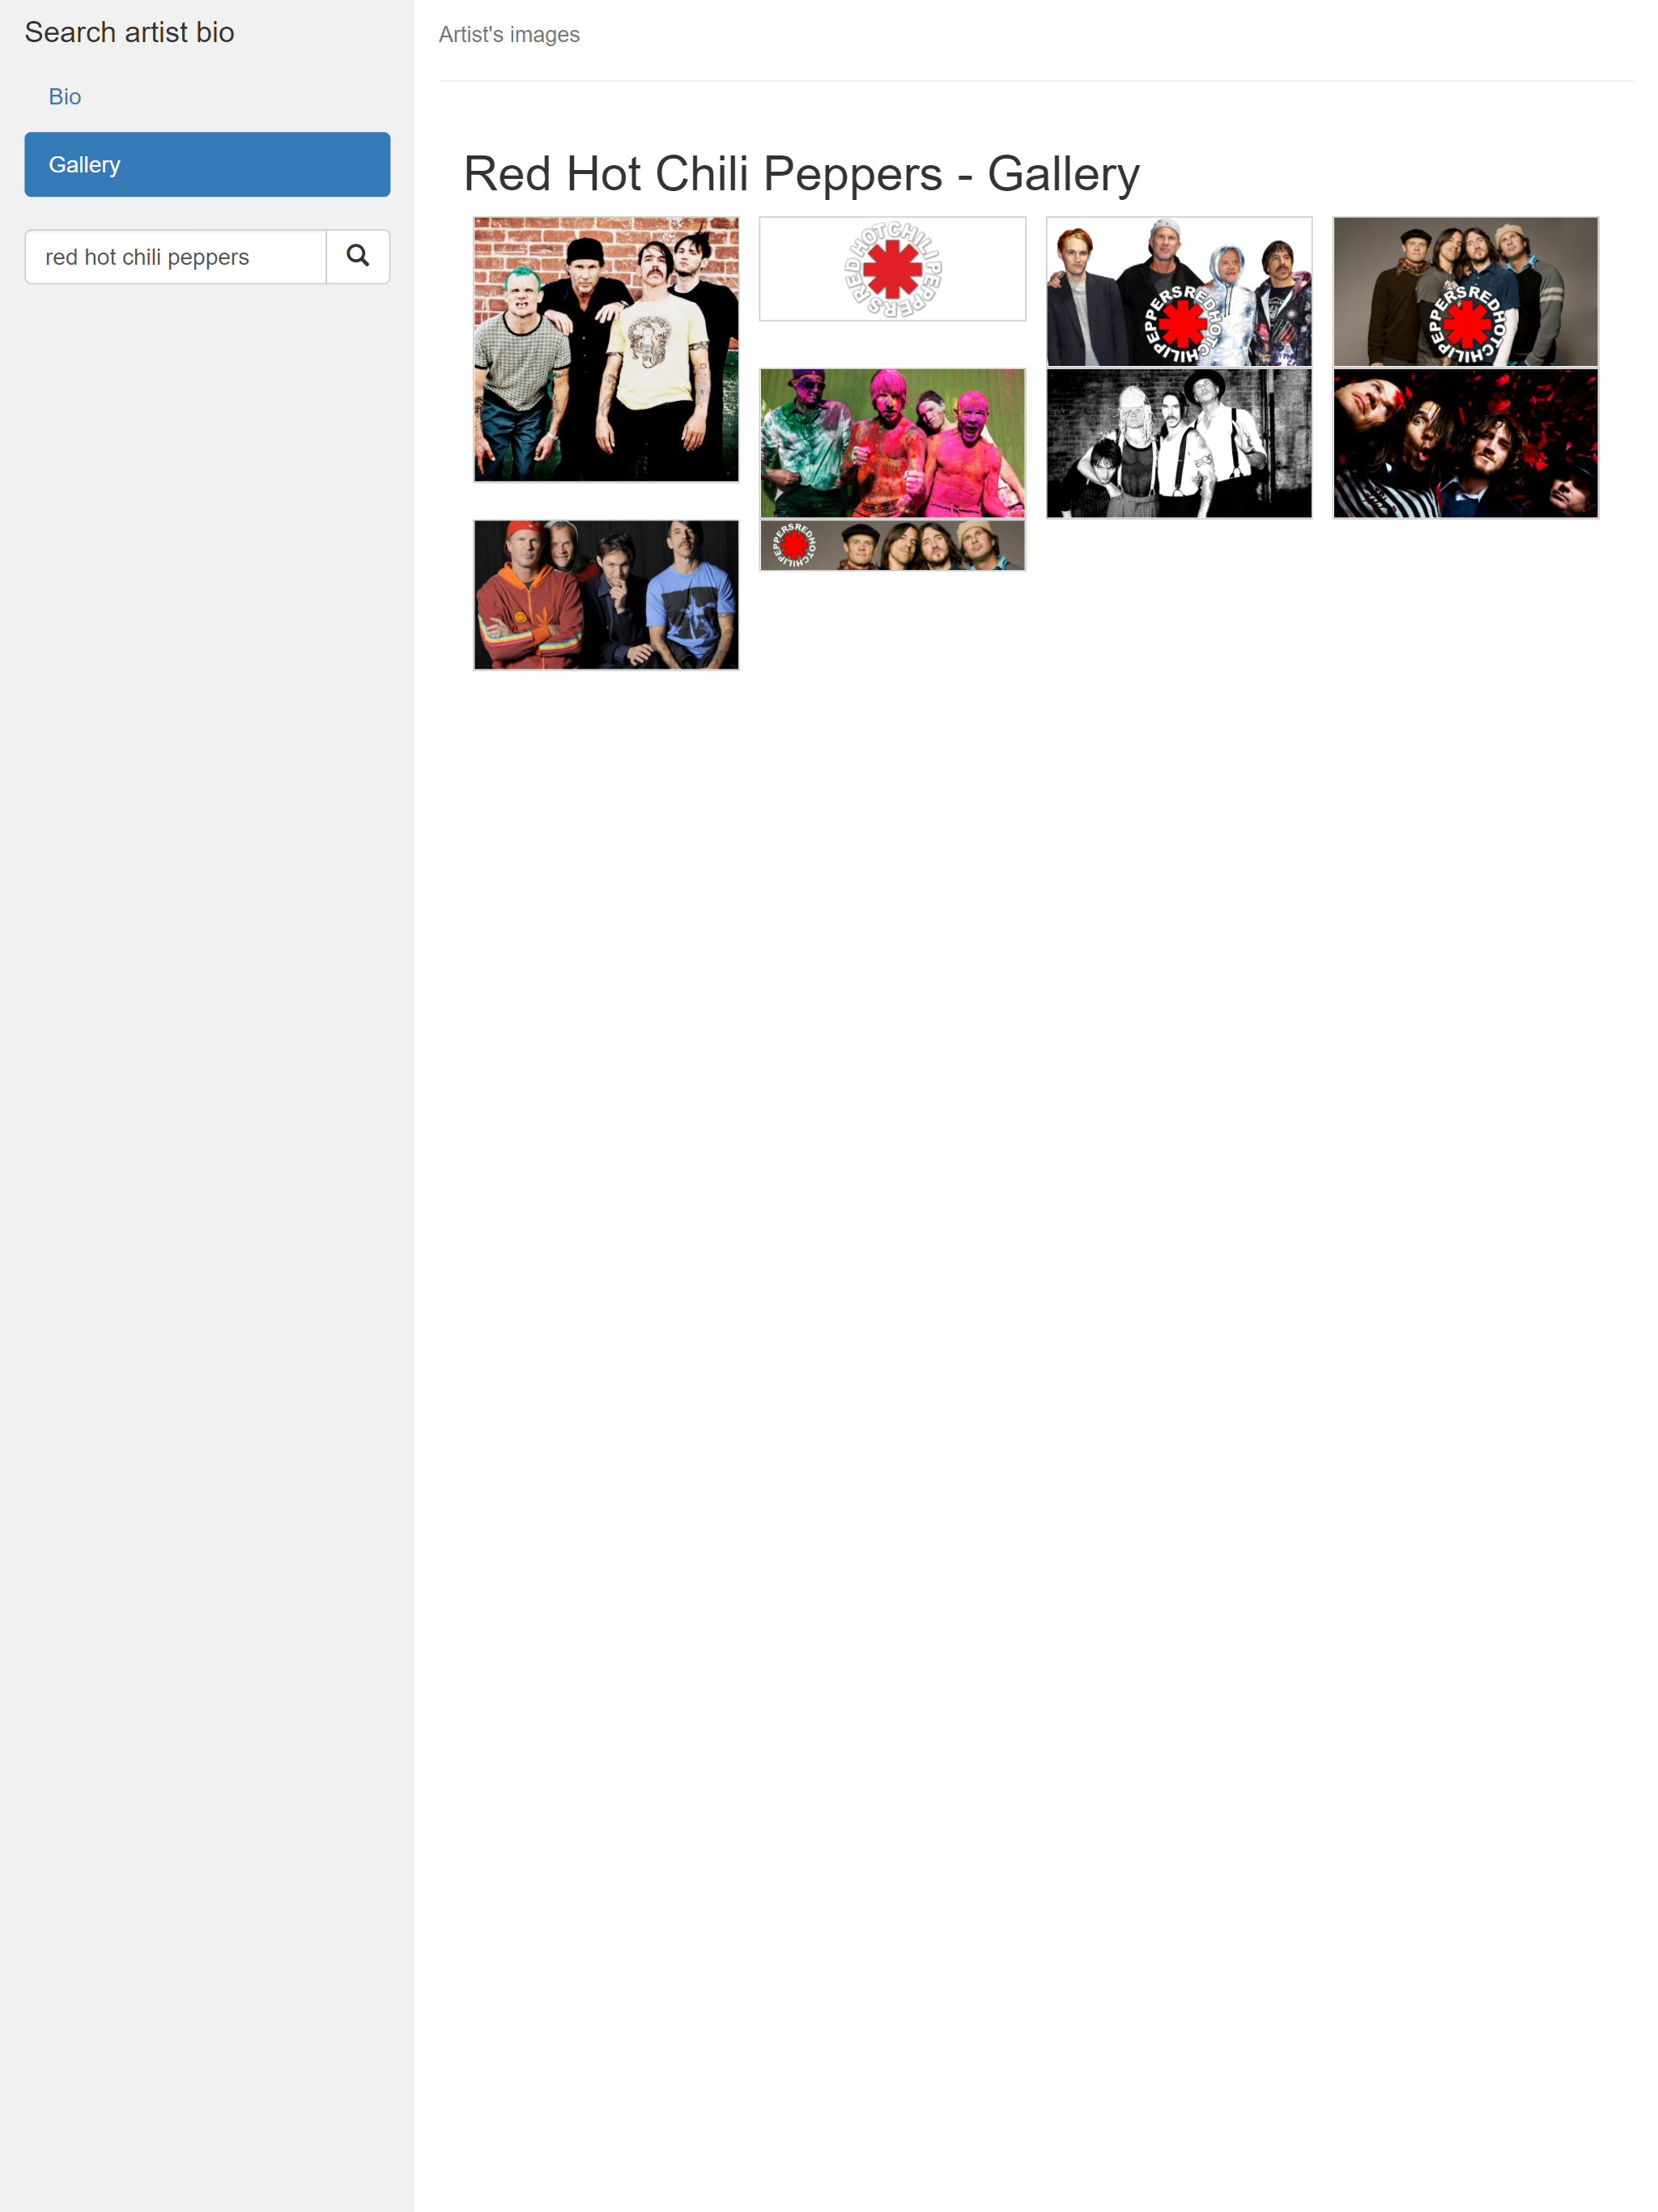 Search artist bio
Bio
Gallery
red hot chili peppers
Artist's images
Red Hot Chili Peppers - Gallery
RED HOT CHILI PEPPERS
RED HOT CHILI PEPPERS
RED HOT CHILI PEPPERS
RED HOT CHILI PEPPERS